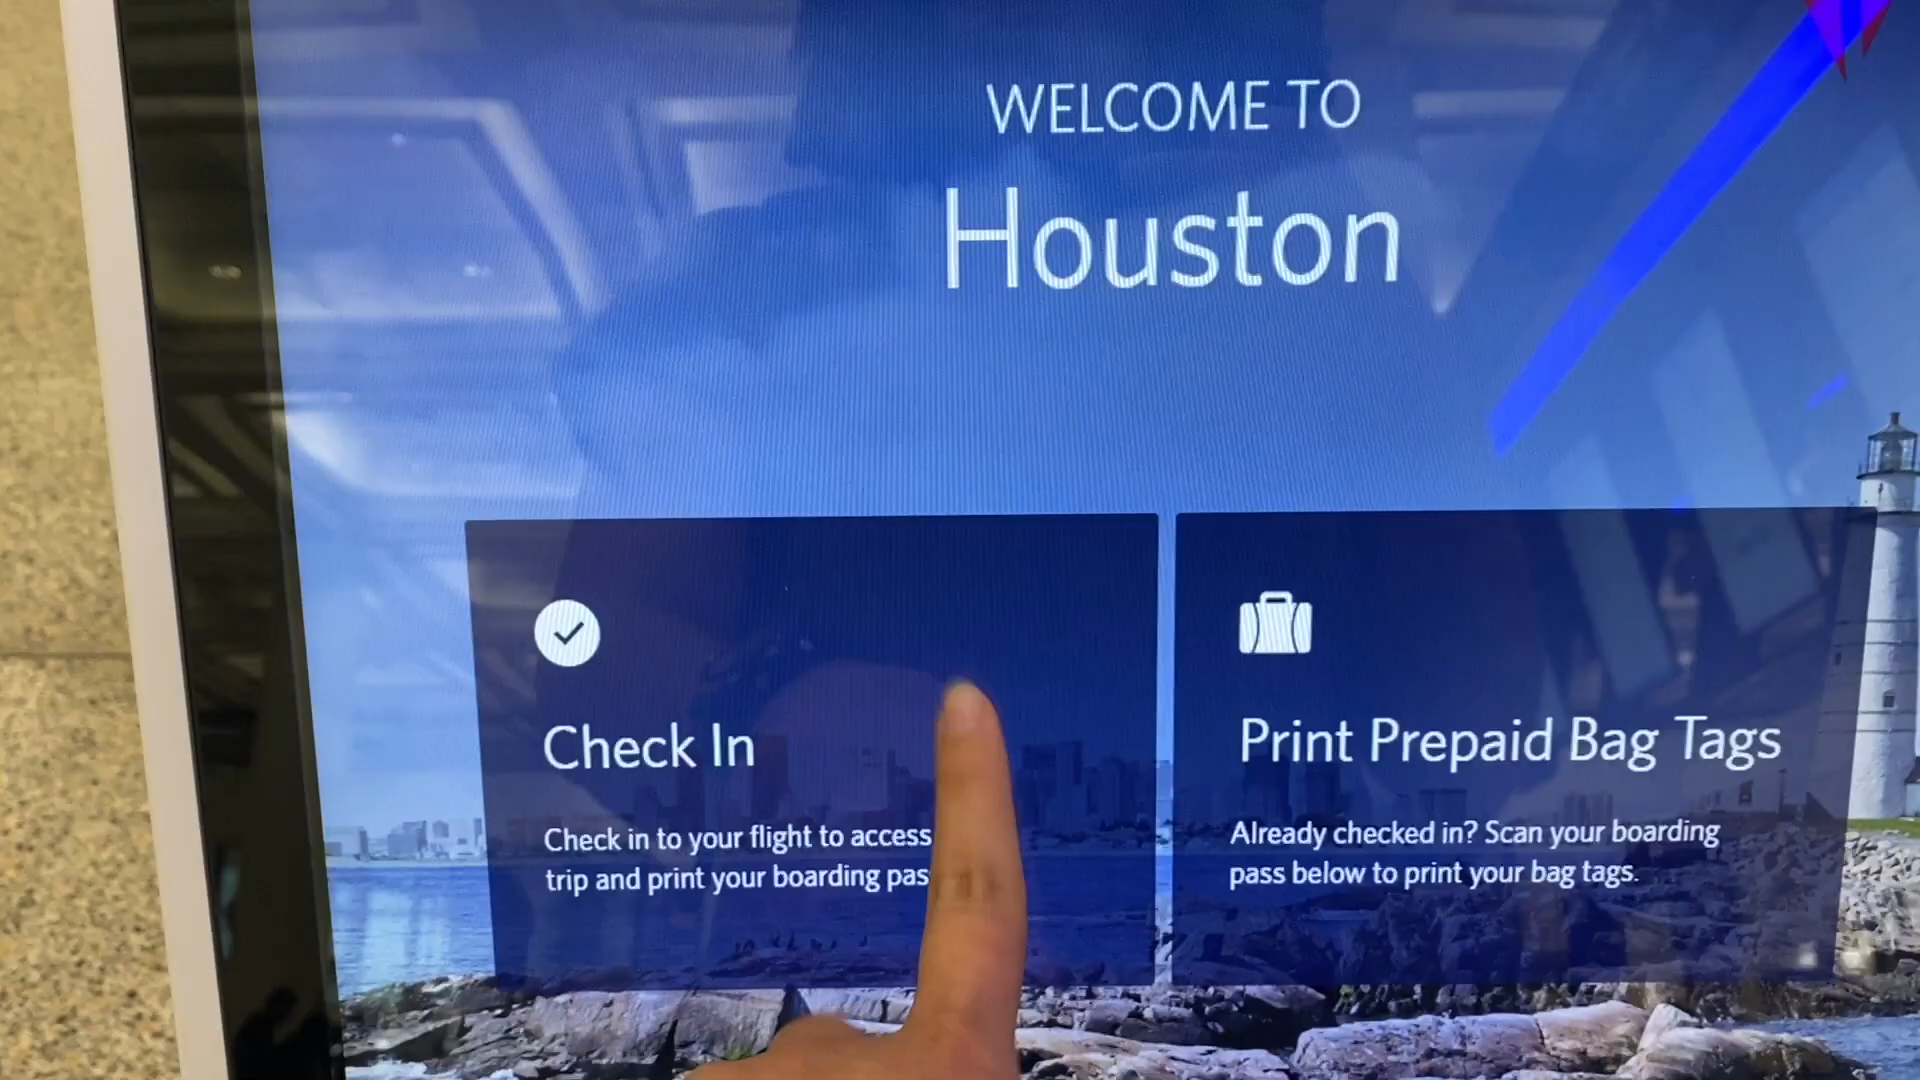 WELCOME TO
Houston
Check In
Check in to your flight to access
trip and print your boarding pas
Print Prepaid Bag Tags
Already checked in? Scan your boarding
pass below to print your bag tags.